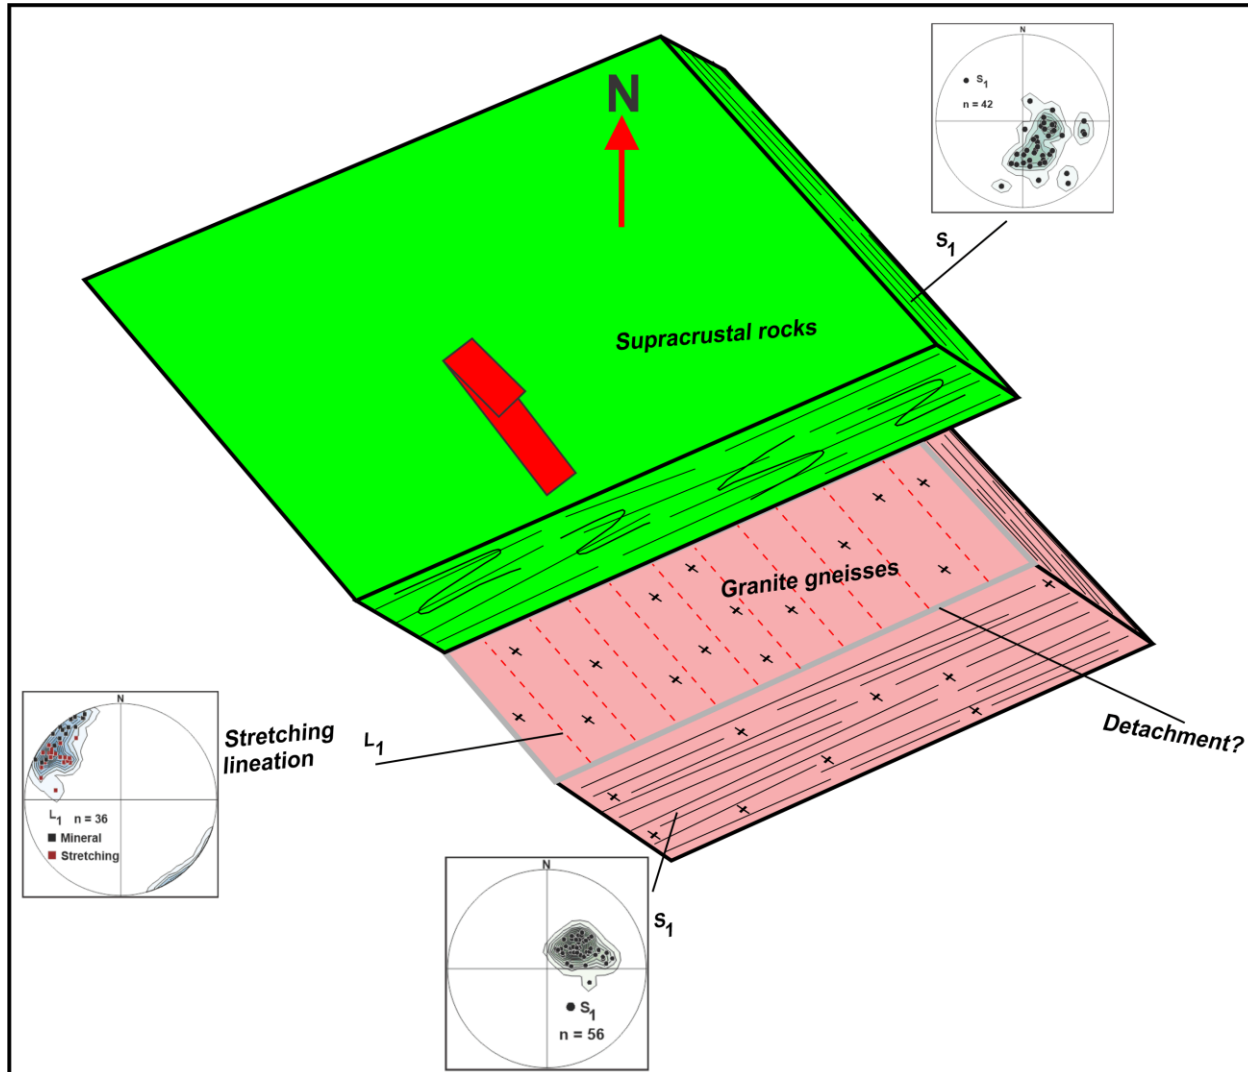 N
S1
n = 42
N
S1
Supracrustal rocks
Granite gneisses
N
Stretching
lineation
L1
Detachment?
L1 n = 36
Mineral
Stretching
N
S1
S1
n = 56